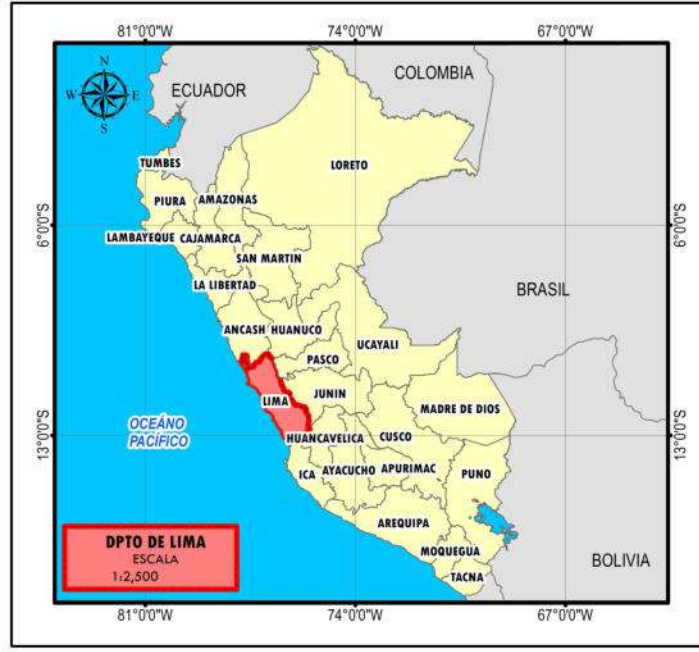 81°0'0"W 74°0'0"W 67°0'0"W
N
W E
S
COLOMBIA
ECUADOR
TUMBES
LORETO
PIURA AMAZONAS
6°0'0"S 6°0'0"S
LAMBAYEQUE CAJAMARCA
SAN MARTIN
LA LIBERTAD
BRASIL
ANCASH HUANUCO
UCAYALI
PASCO
JUNIN
LIMA
MADRE DE DIOS
OCEÁNO
PACÍFICO
13°0'0"S 13°0'0"S
HUANCAVELICA CUSCO
ICA AYACUCHO APURIMAC PUNO
AREQUIPA
DPTO DE LIMA
ESCALA
1:2,500
MOQUEGUA
BOLIVIA
TACNA
81°0'0"W 74°0'0"W 67°0'0"W